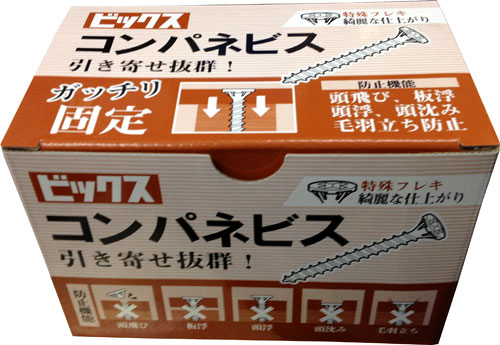 ビックス
コンパネビス
引き寄せ抜群！
ガッチリ
固定
特殊フレキ
綺麗な仕上がり
防止機能
頭飛び、板浮
頭浮、頭沈み
毛羽立ち防止
ビックス
コンパネビス
引き寄せ抜群！
特殊フレキ
綺麗な仕上がり
防止機能
頭飛び
板浮
頭浮
頭沈み
毛羽立ち